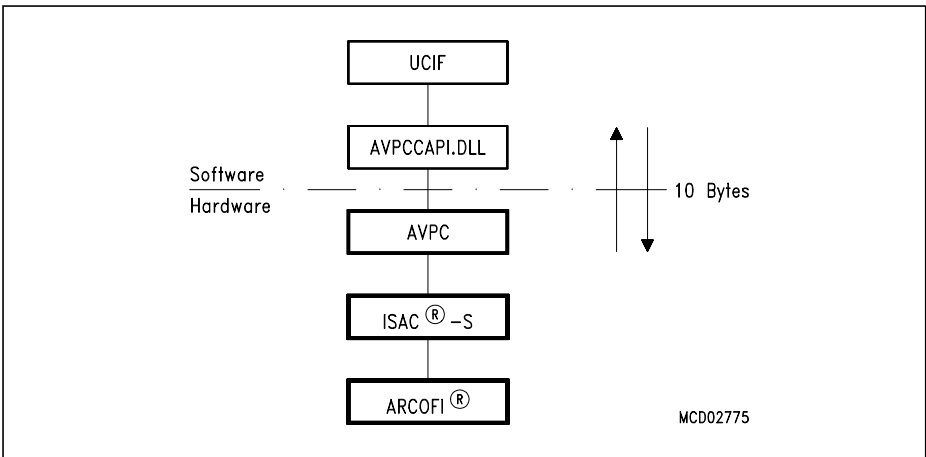 UCIF
AVPCCAPI.DLL
Software
Hardware
10 Bytes
AVPC
ISAC® -S
ARCOFI®
MCD02775